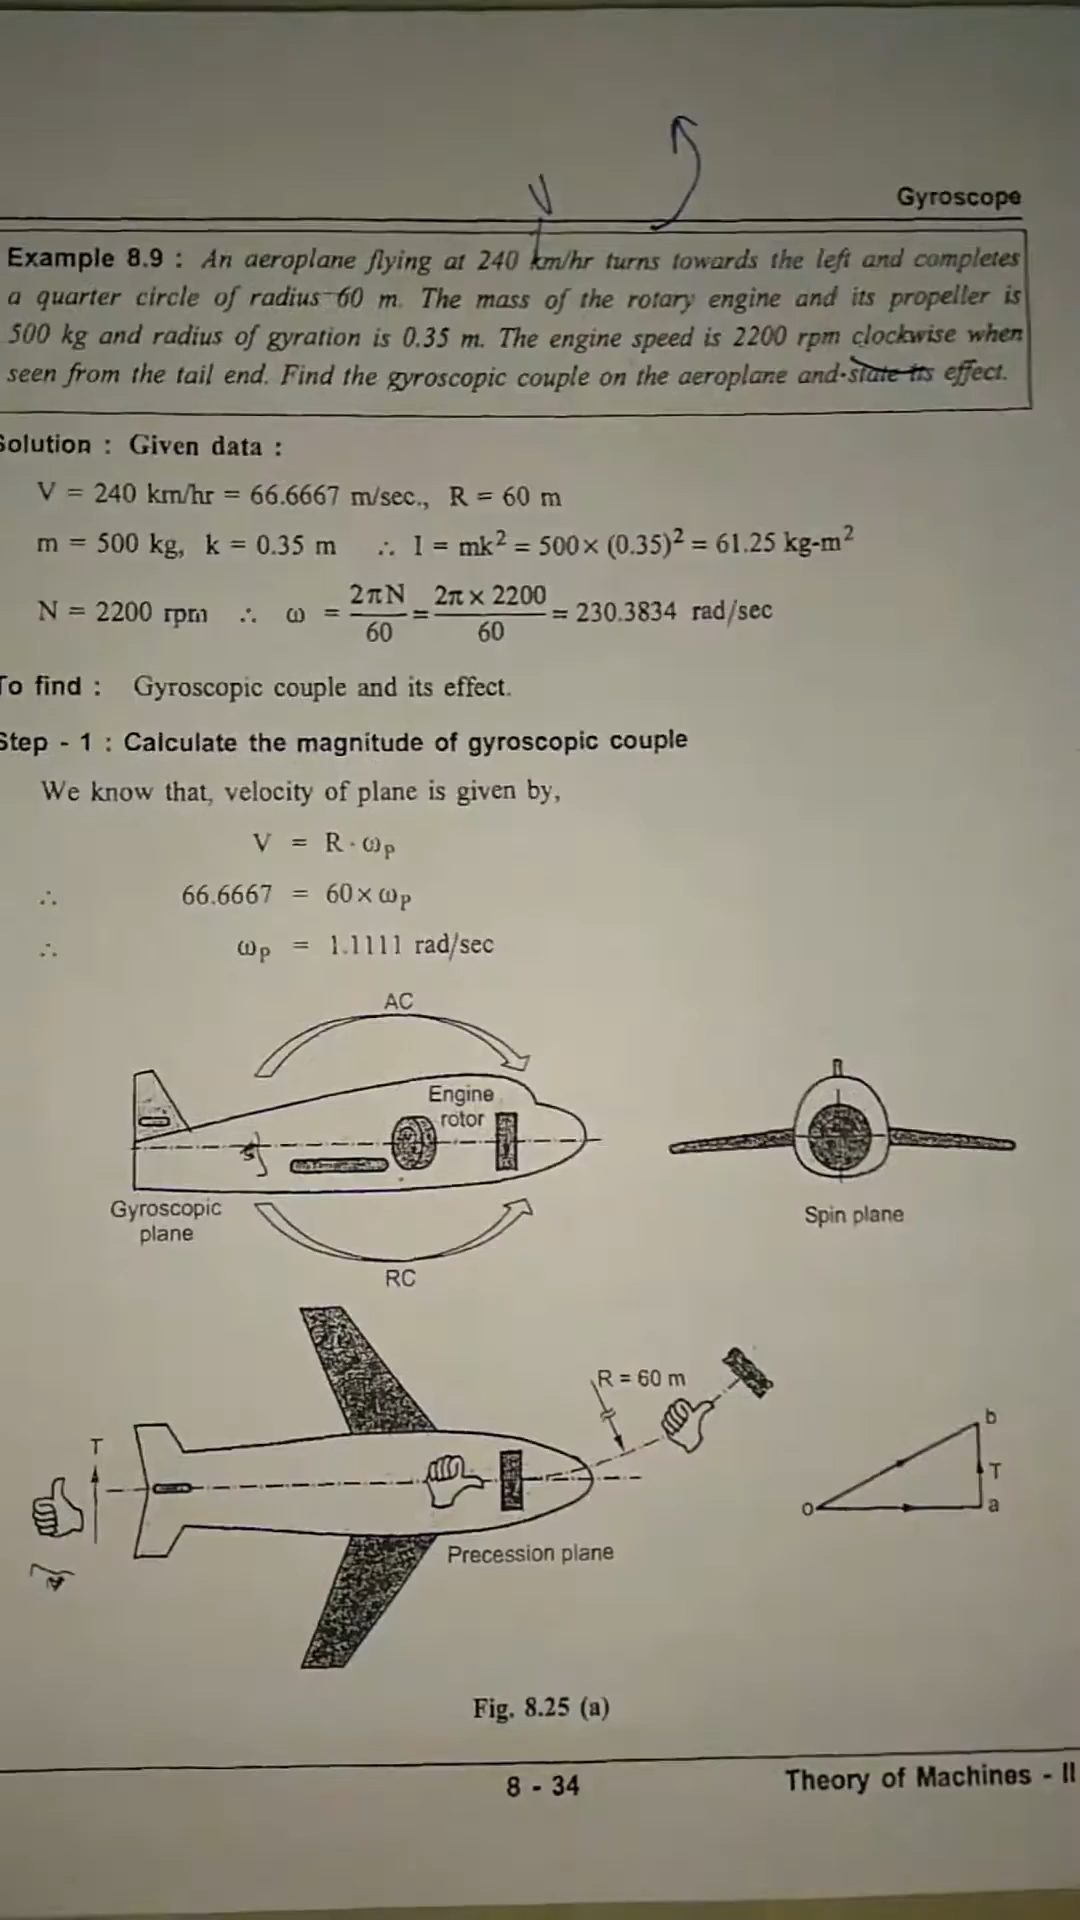 V
Gyroscope
Example 8.9 : An aeroplane flying at 240 km/hr turns towards the left and completes
a quarter circle of radius 60 m. The mass of the rotary engine and its propeller is
500 kg and radius of gyration is 0.35 m. The engine speed is 2200 rpm clockwise when
seen from the tail end. Find the gyroscopic couple on the aeroplane and state its effect.
Solution : Given data :
V = 240 km/hr = 66.6667 m/sec., R = 60 m
m = 500 kg, k = 0.35 m ∴ I = mk² = 500 × (0.35)² = 61.25 kg-m²
N = 2200 rpm ∴ ω = 2πN/60 = 2π × 2200/60 = 230.3834 rad/sec
To find : Gyroscopic couple and its effect.
Step - 1 : Calculate the magnitude of gyroscopic couple
We know that, velocity of plane is given by,
V = R · ωp
∴ 66.6667 = 60 × ωp
∴ ωp = 1.1111 rad/sec
AC
Engine
rotor
Gyroscopic
plane
Spin plane
RC
R = 60 m
T
b
T
o
a
Precession plane
Fig. 8.25 (a)
8 - 34
Theory of Machines - II